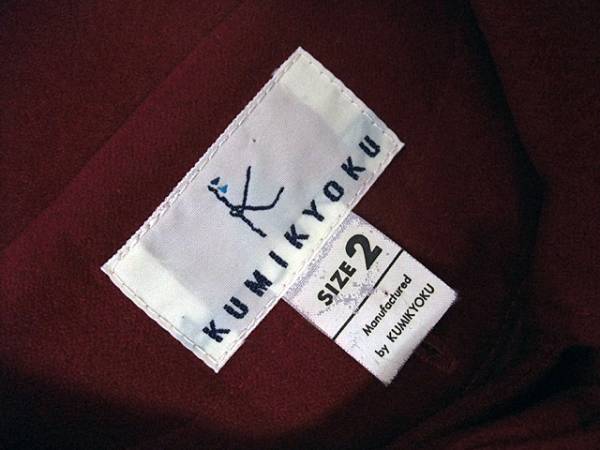 K
KUMIKYOKU
SIZE 2
Manufactured
by KUMIKYOKU